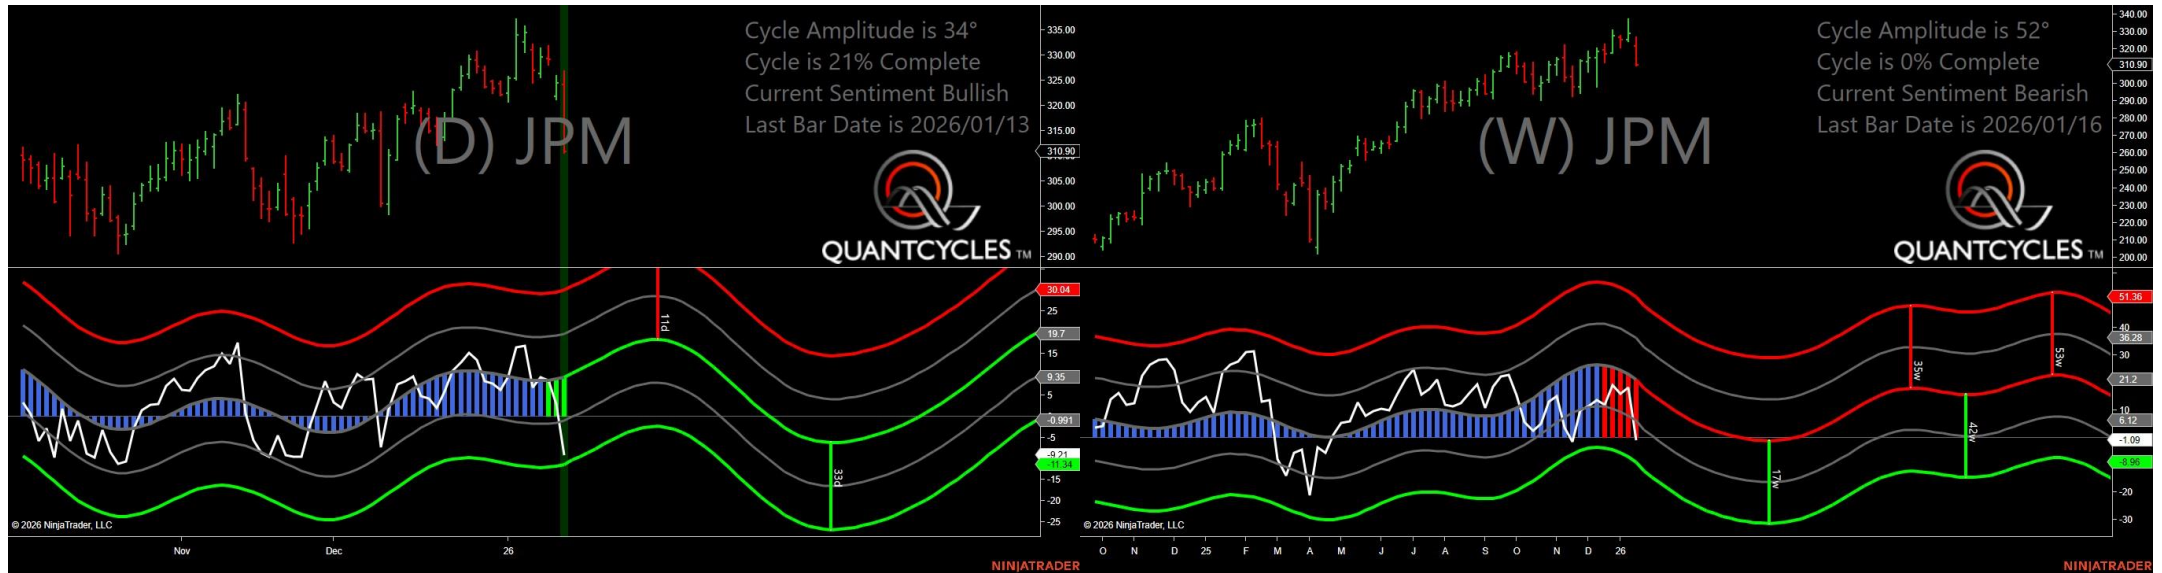 Cycle Amplitude is 34°
Cycle is 21% Complete
Current Sentiment Bullish
Last Bar Date is 2026/01/13
(D) JPM
QUANTCYCLES TM
335.00
330.00
325.00
320.00
315.00
310.90
305.00
300.00
295.00
290.00
30.04
25
19.7
15
9.35
5
-0.991
-5
-9.21
-11.34
-15
-20
-25
11d
33d
© 2026 NinjaTrader, LLC
Nov
Dec
26
NINJATRADER
Cycle Amplitude is 52°
Cycle is 0% Complete
Current Sentiment Bearish
Last Bar Date is 2026/01/16
(W) JPM
QUANTCYCLES TM
340.00
330.00
320.00
310.90
300.00
290.00
280.00
270.00
260.00
250.00
240.00
230.00
220.00
210.00
200.00
51.36
40
36.28
30
21.2
10
6.12
-1.09
-8.96
-20
-30
17w
35w
42w
53w
© 2026 NinjaTrader, LLC
O N D 25 F M A M J J A S O N D 26
NINJATRADER